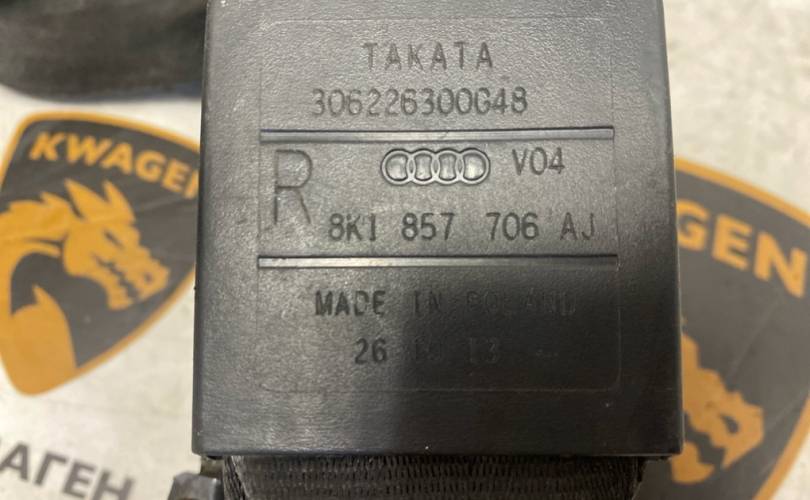 TAKATA
306226300G48
R V04
8K1 857 706 AJ
MADE IN POLAND
26 13
KWAGEN
GEN
АГЕН